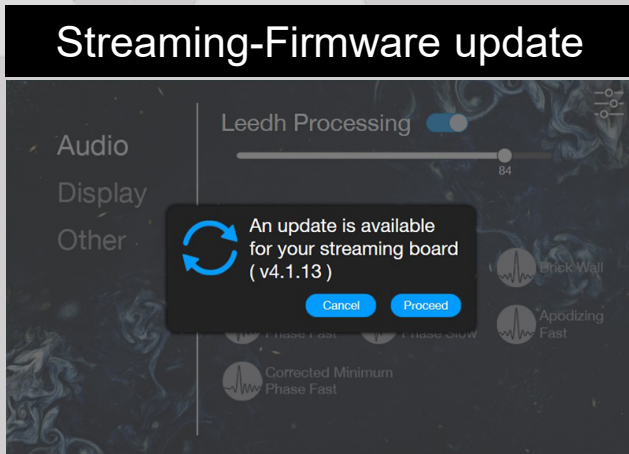 Streaming-Firmware update
Leedh Processing
84
Audio
Display
Other
An update is available
for your streaming board
( v4.1.13 )
Cancel
Proceed
Brick Wall
Phase Fast
Phase Slow
Apodizing
Fast
Corrected Minimum
Phase Fast